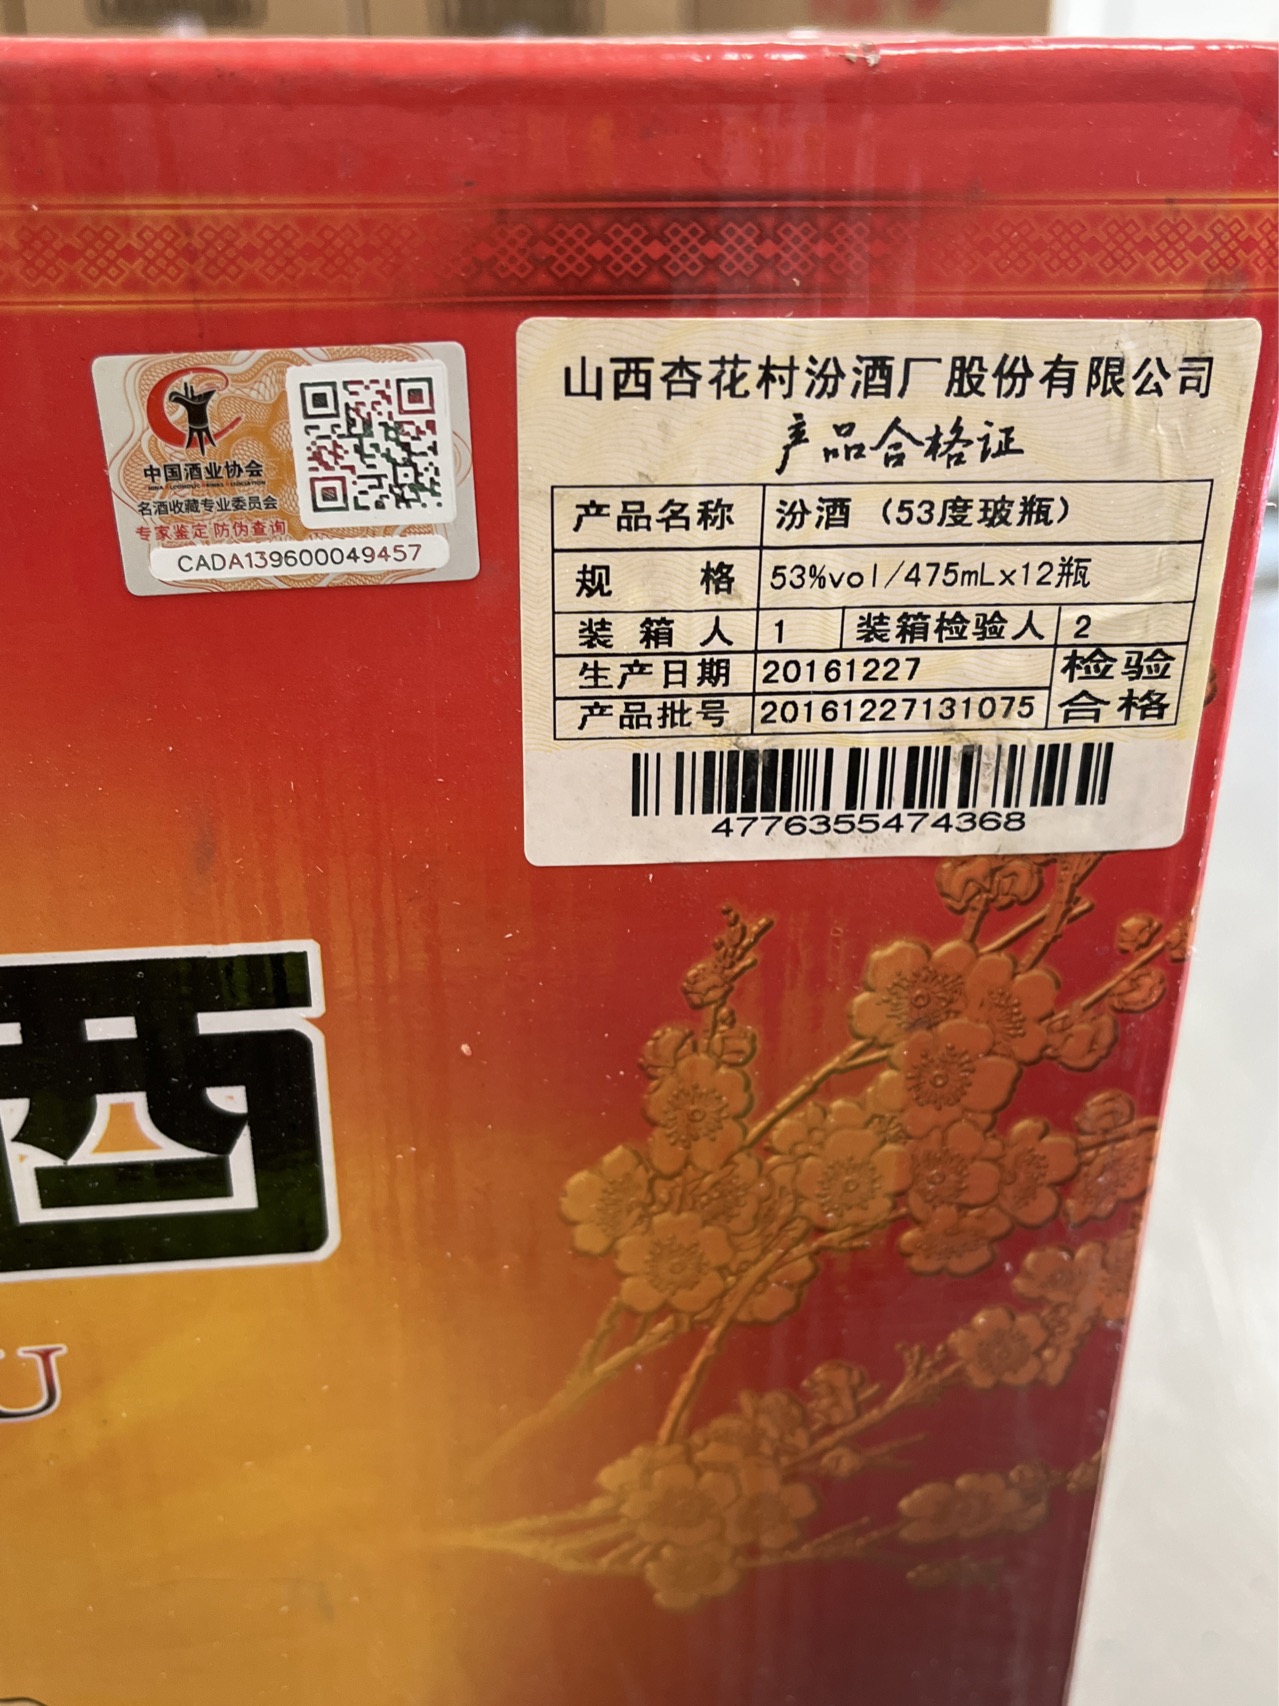 中国酒业协会
名酒收藏专业委员会
专家鉴定 防伪查询
CADA139600049457
山西杏花村汾酒厂股份有限公司
产品合格证
产品名称 汾酒（53度玻瓶）
规 格 53%vol/475mLx12瓶
装 箱 人 1 装箱检验人 2
生产日期 20161227 检验
产品批号 20161227131075 合格
4776355474368
U